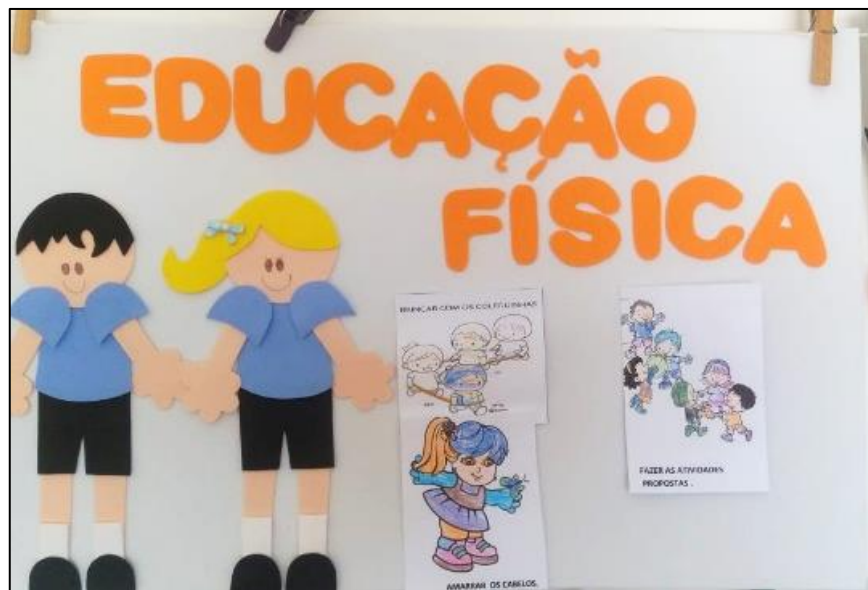 EDUCAÇÃO
FÍSICA
BRINCAR COM OS COLEGUINHAS
FAZER AS ATIVIDADES
PROPOSTAS .
AMARRAR OS CABELOS.